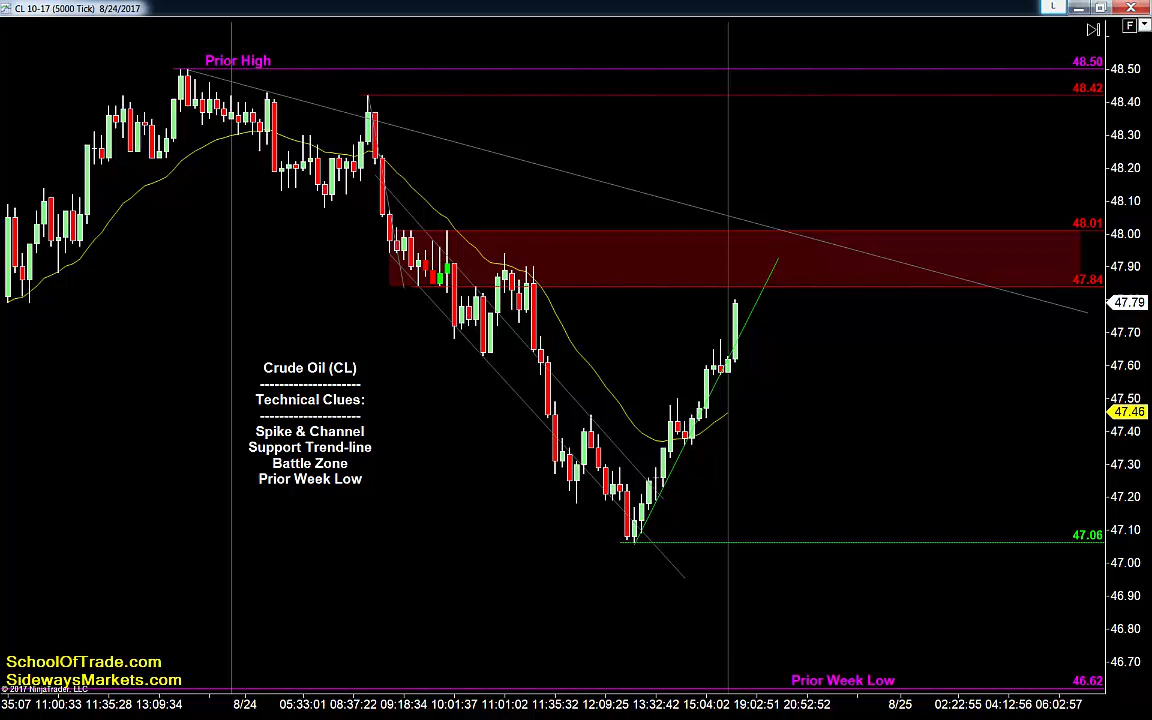 CL 10-17 (5000 Tick) 8/24/2017
L
F
Prior High
48.50
48.42
48.01
47.84
47.06
46.62
48.50
48.40
48.30
48.20
48.10
48.00
47.90
47.79
47.70
47.60
47.50
47.46
47.40
47.30
47.20
47.10
47.00
46.90
46.80
46.70
Crude Oil (CL)
---------------------
Technical Clues:
---------------------
Spike & Channel
Support Trend-line
Battle Zone
Prior Week Low
Prior Week Low
SchoolOfTrade.com
SidewaysMarkets.com
© 2017 NinjaTrader, LLC
35:07 11:00:33 11:35:28 13:09:34 8/24 05:33:01 08:37:22 09:18:34 10:01:37 11:01:02 11:35:32 12:09:25 13:32:42 15:04:02 19:02:51 20:52:52 8/25 02:22:55 04:12:56 06:02:57